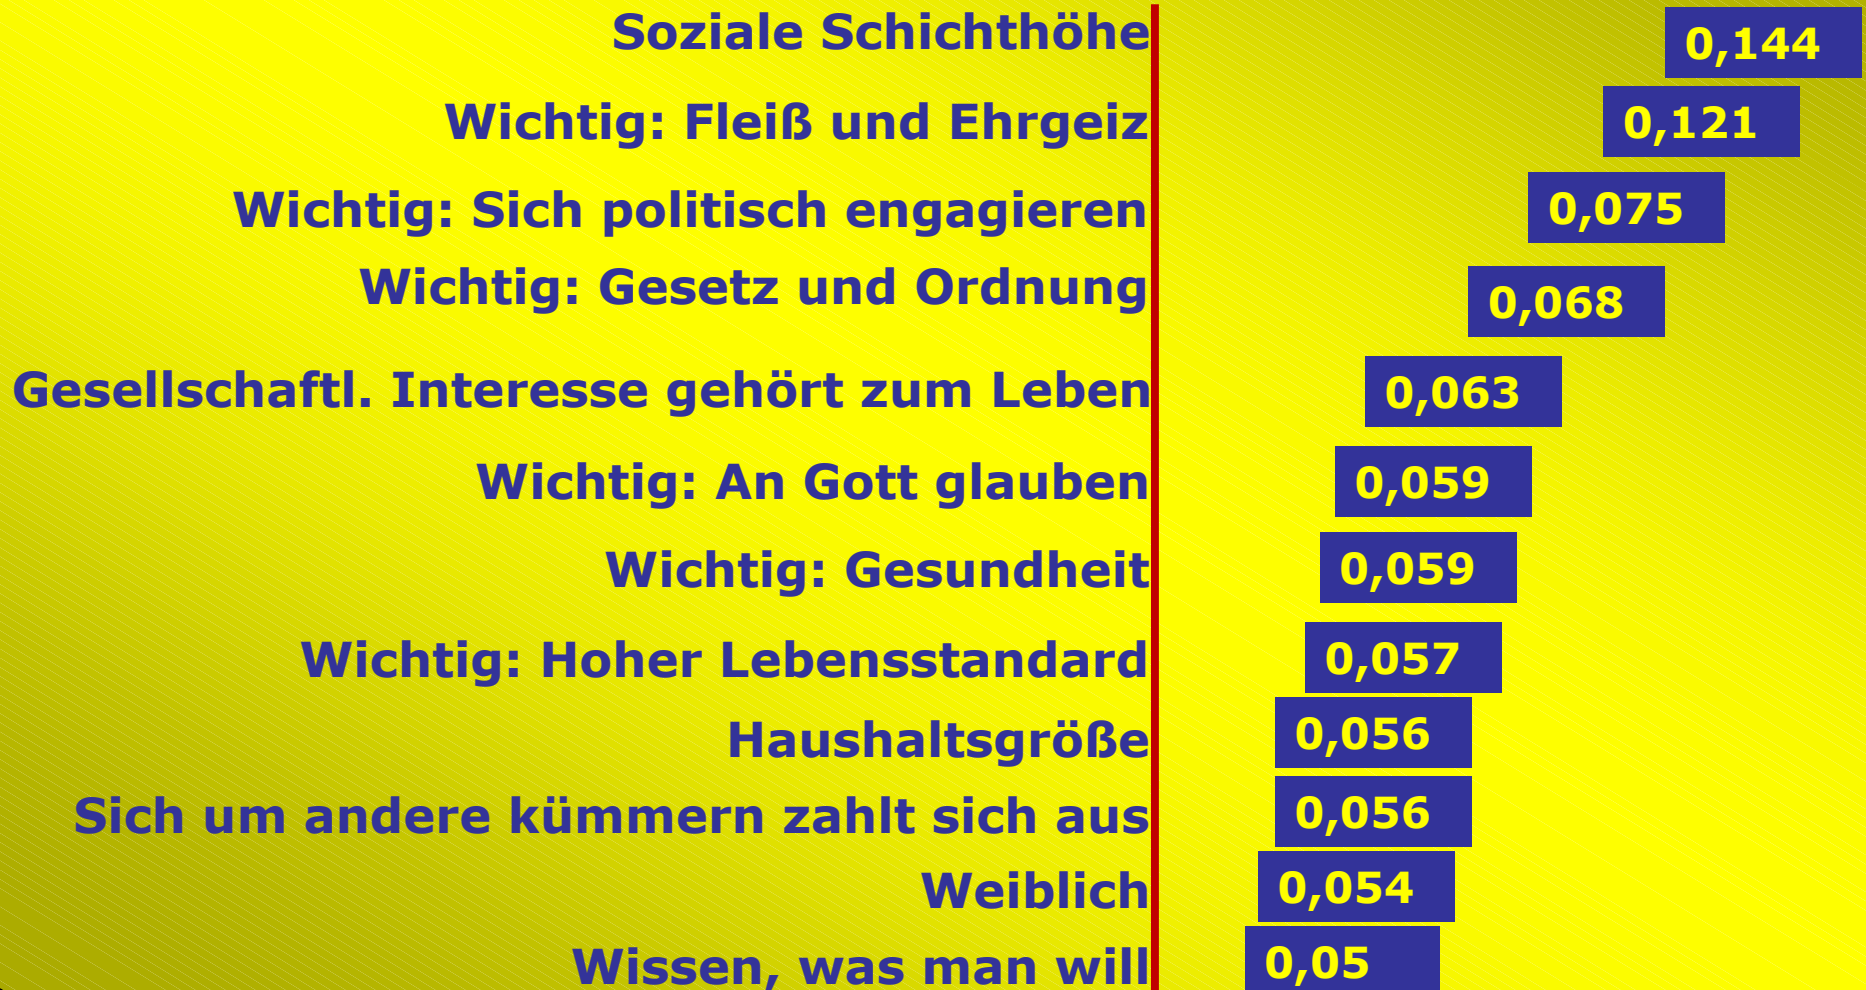 Soziale Schichthöhe 0,144
Wichtig: Fleiß und Ehrgeiz 0,121
Wichtig: Sich politisch engagieren 0,075
Wichtig: Gesetz und Ordnung 0,068
Gesellschaftl. Interesse gehört zum Leben 0,063
Wichtig: An Gott glauben 0,059
Wichtig: Gesundheit 0,059
Wichtig: Hoher Lebensstandard 0,057
Haushaltsgröße 0,056
Sich um andere kümmern zahlt sich aus 0,056
Weiblich 0,054
Wissen, was man will 0,05